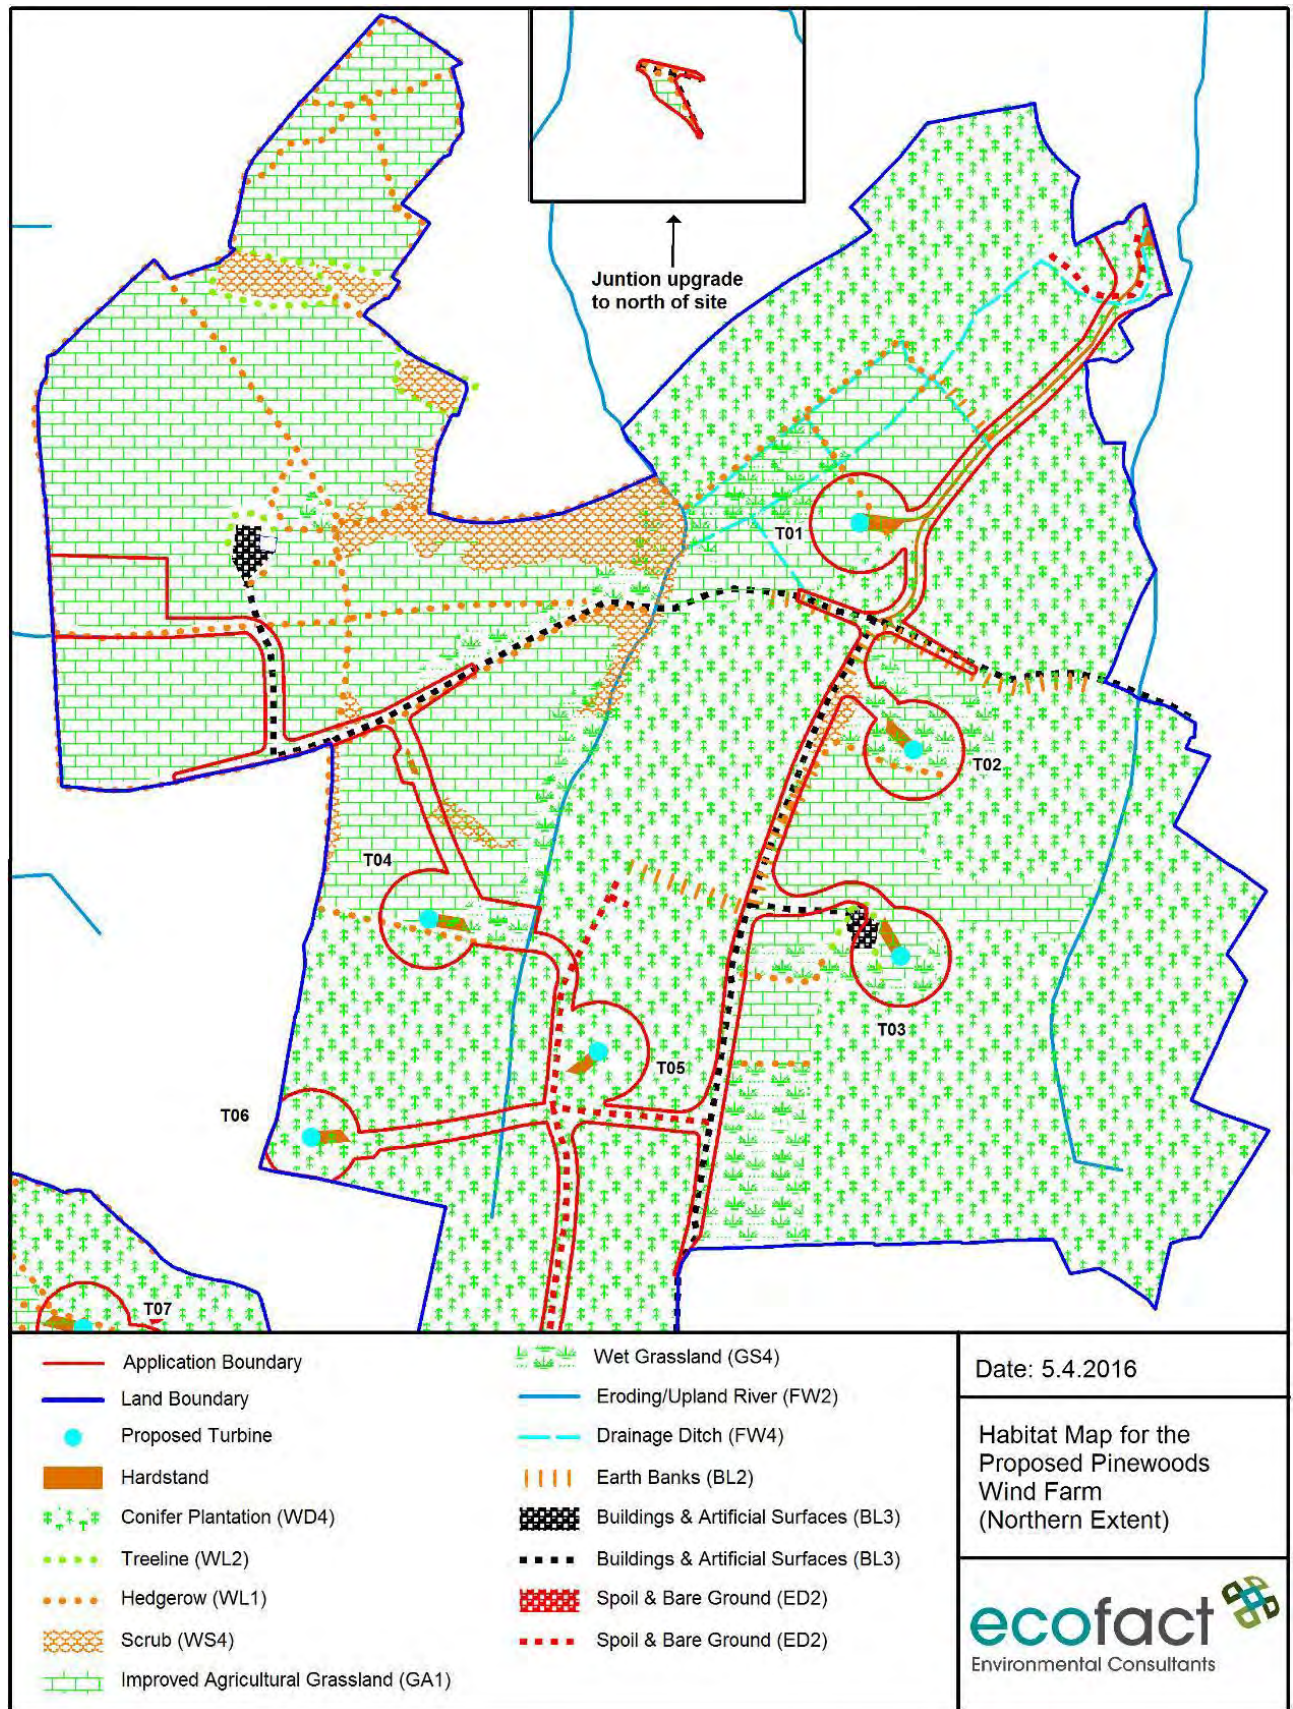 Juntion upgrade
to north of site
T01
T02
T04
T03
T05
T06
T07
Application Boundary
Land Boundary
Proposed Turbine
Hardstand
Conifer Plantation (WD4)
Treeline (WL2)
Hedgerow (WL1)
Scrub (WS4)
Improved Agricultural Grassland (GA1)
Wet Grassland (GS4)
Eroding/Upland River (FW2)
Drainage Ditch (FW4)
Earth Banks (BL2)
Buildings & Artificial Surfaces (BL3)
Buildings & Artificial Surfaces (BL3)
Spoil & Bare Ground (ED2)
Spoil & Bare Ground (ED2)
Date: 5.4.2016
Habitat Map for the
Proposed Pinewoods
Wind Farm
(Northern Extent)
ecofact
Environmental Consultants